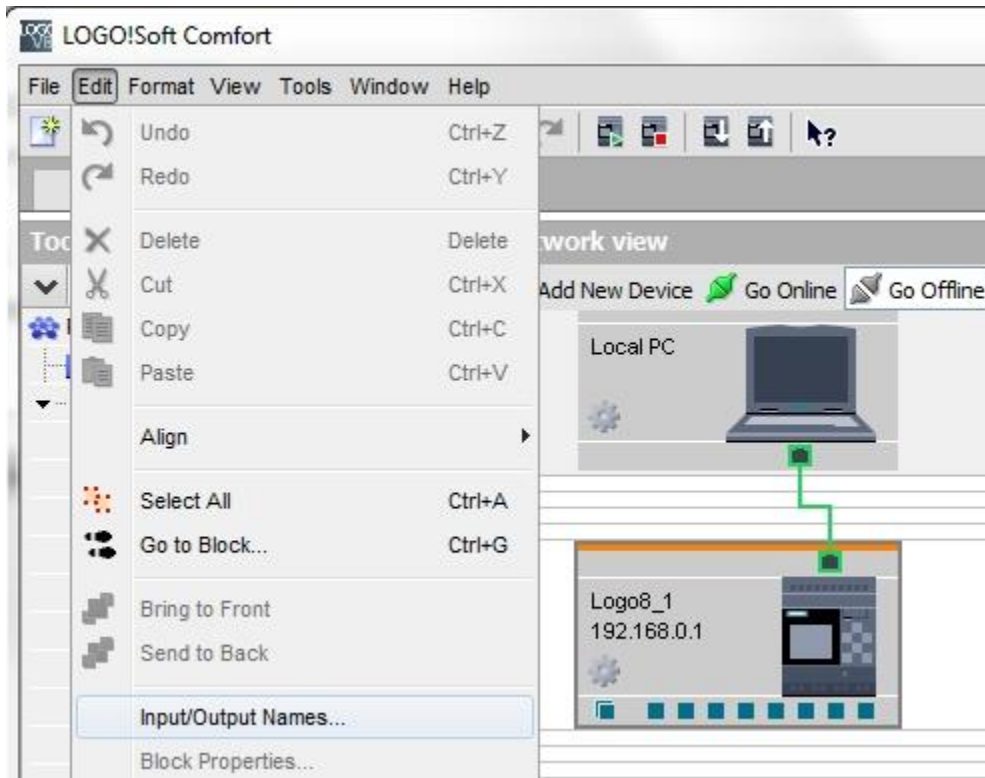 LOGO!Soft Comfort
File Edit Format View Tools Window Help
Undo Ctrl+Z
Redo Ctrl+Y
Delete Delete
Cut Ctrl+X
Copy Ctrl+C
Paste Ctrl+V
Align
Select All Ctrl+A
Go to Block... Ctrl+G
Bring to Front
Send to Back
Input/Output Names...
Block Properties...
Too
work view
Add New Device Go Online Go Offline
Local PC
Logo8_1
192.168.0.1